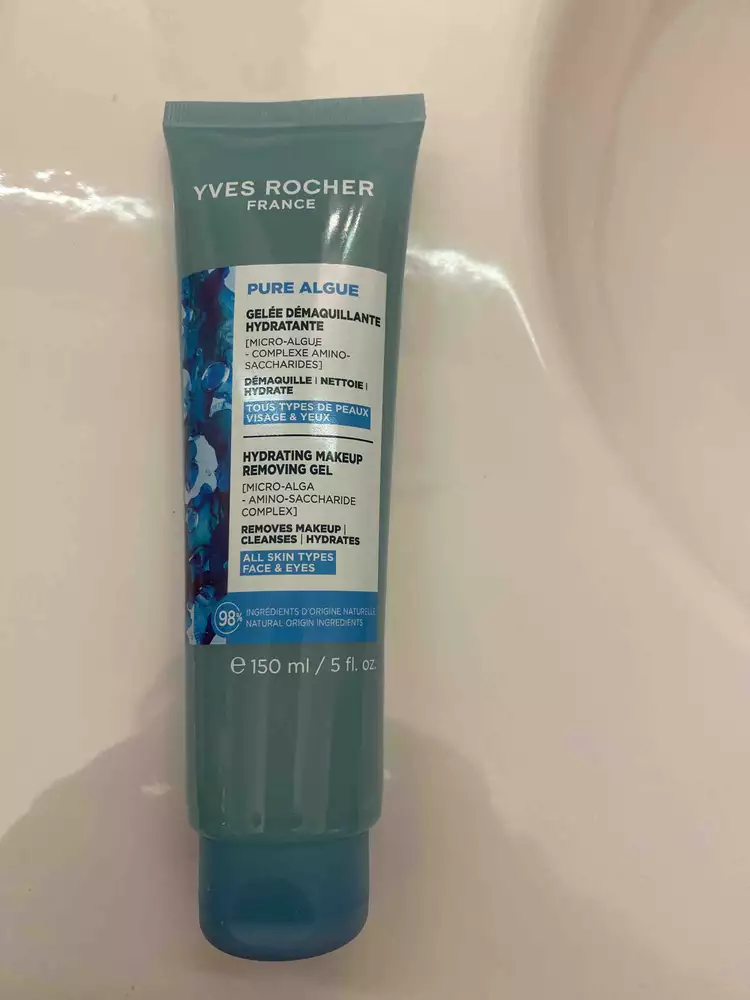 YVES ROCHER
FRANCE
PURE ALGUE
GELÉE DÉMAQUILLANTE
HYDRATANTE
[MICRO-ALGUE
- COMPLEXE AMINO-
SACCHARIDES]
DÉMAQUILLE | NETTOIE |
HYDRATE
TOUS TYPES DE PEAUX
VISAGE & YEUX
HYDRATING MAKEUP
REMOVING GEL
[MICRO-ALGA
- AMINO-SACCHARIDE
COMPLEX]
REMOVES MAKEUP |
CLEANSES | HYDRATES
ALL SKIN TYPES
FACE & EYES
98% INGRÉDIENTS D'ORIGINE NATURELLE
NATURAL ORIGIN INGREDIENTS
℮ 150 ml / 5 fl. oz.